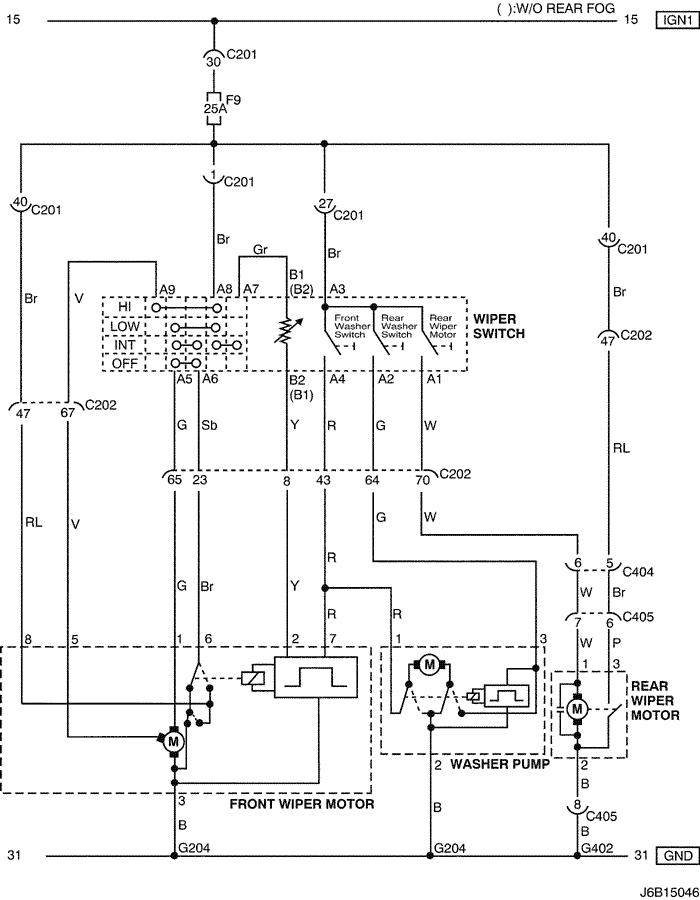 ( ):W/O REAR FOG
15 15 IGN1
30 C201
F9
25A
1 C201
40 C201
27 C201
40 C201
Br
Gr
Br
Br V
B1
(B2)
Br
A9 A8 A7 A3
HI
LOW
INT
OFF
Front
Washer
Switch
Rear
Washer
Switch
Rear
Wiper
Motor
WIPER
SWITCH
47 C202
A5 A6 B2 A4 A2 A1
(B1)
47 67 C202
G Sb Y R G W
RL
65 23 8 43 64 70 C202
RL V G W
R
6 5 C404
G Br Y W Br
R R 7 6 C405
8 5 1 6 2 7 1 3 W P
1 3
M
M
M
REAR
WIPER
MOTOR
2 WASHER PUMP 2
3 FRONT WIPER MOTOR
B B B
8 C405
B
31 G204 G204 G402 31 GND
J6B15046